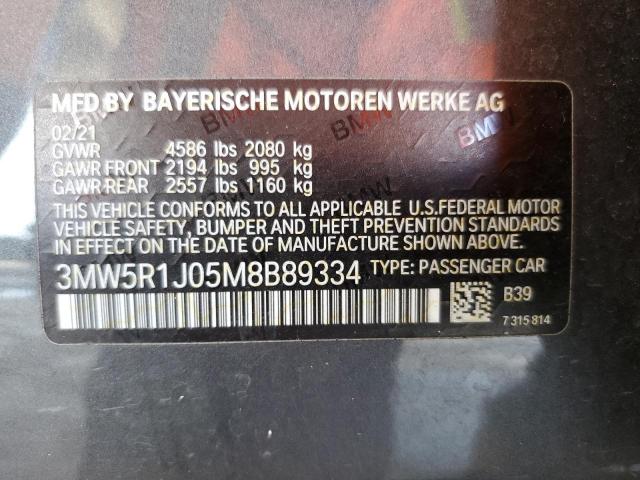 MFD BY BAYERISCHE MOTOREN WERKE AG
02/21
GVWR 4586 lbs 2080 kg
GAWR FRONT 2194 lbs 995 kg
GAWR REAR 2557 lbs 1160 kg
THIS VEHICLE CONFORMS TO ALL APPLICABLE U.S.FEDERAL MOTOR
VEHICLE SAFETY, BUMPER AND THEFT PREVENTION STANDARDS
IN EFFECT ON THE DATE OF MANUFACTURE SHOWN ABOVE.
3MW5R1J05M8B89334 TYPE: PASSENGER CAR
B39
7 315 814